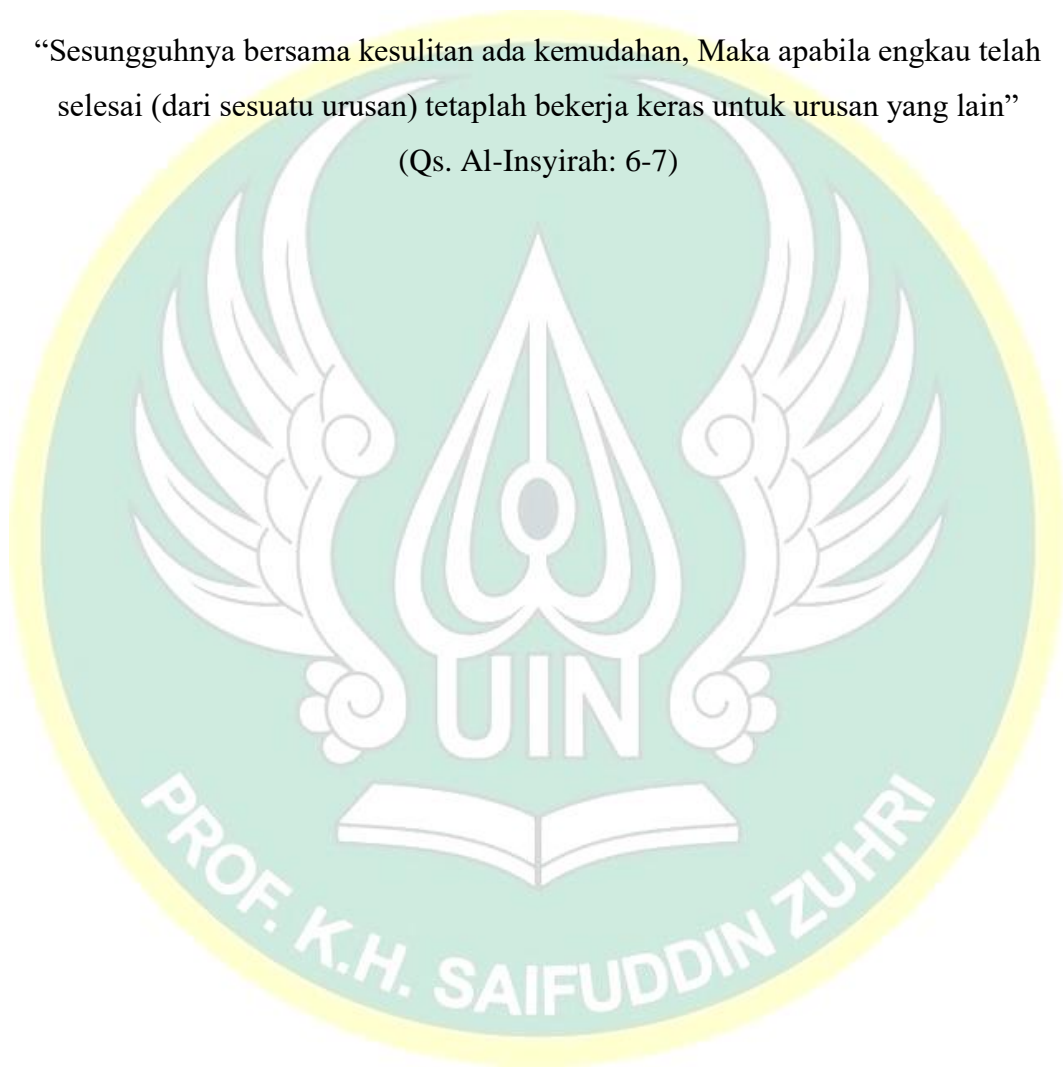 “Sesungguhnya bersama kesulitan ada kemudahan, Maka apabila engkau telah
selesai (dari sesuatu urusan) tetaplah bekerja keras untuk urusan yang lain”
(Qs. Al-Insyirah: 6-7)
UIN
PROF. K.H. SAIFUDDIN ZUHRI